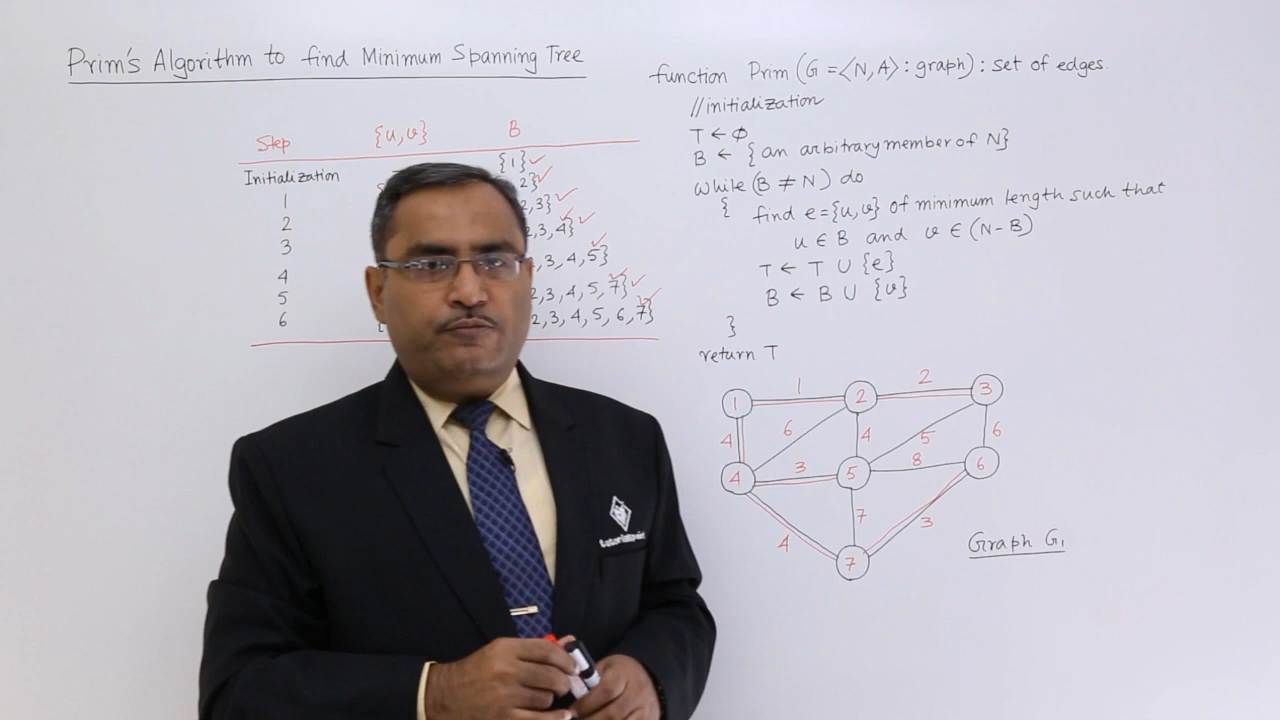 Prim's Algorithm to find Minimum Spanning Tree
Step {u,v} B
Initialization {1}
1 2}
2 2,3}
3 2,3,4}
4 ,3,4,5}
5 2,3,4,5,7}
6 2,3,4,5,6,7}
function Prim (G = <N, A> : graph) : set of edges.
//initialization
T ← ϕ
B ← {an arbitrary member of N}
while (B ≠ N) do
{ find e = {u, v} of minimum length such that
u ∈ B and v ∈ (N - B)
T ← T ∪ {e}
B ← B ∪ {v}
}
return T
1 2
1 2 3
4 6 4 5 6
3 8
4 5 6
7
4 3
7
Graph G1
tutorialspoint